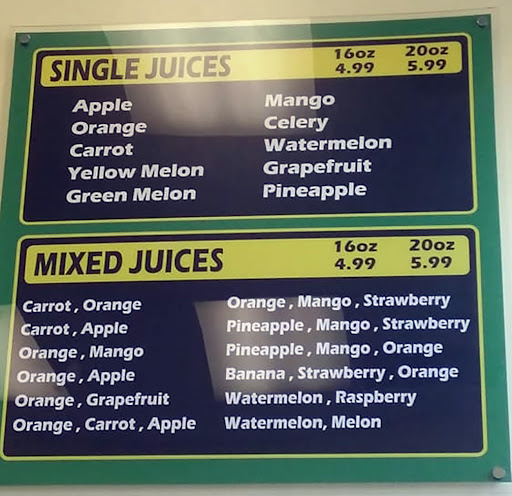 SINGLE JUICES
16oz 20oz
4.99 5.99
Apple
Orange
Carrot
Yellow Melon
Green Melon
Mango
Celery
Watermelon
Grapefruit
Pineapple
MIXED JUICES
16oz 20oz
4.99 5.99
Carrot , Orange
Carrot , Apple
Orange , Mango
Orange , Apple
Orange , Grapefruit
Orange , Carrot , Apple
Orange , Mango , Strawberry
Pineapple , Mango , Strawberry
Pineapple , Mango , Orange
Banana , Strawberry , Orange
Watermelon , Raspberry
Watermelon, Melon